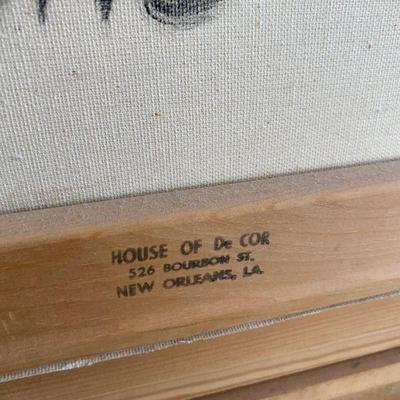 HOUSE OF De COR
526 BOURBON ST.
NEW ORLEANS, LA.